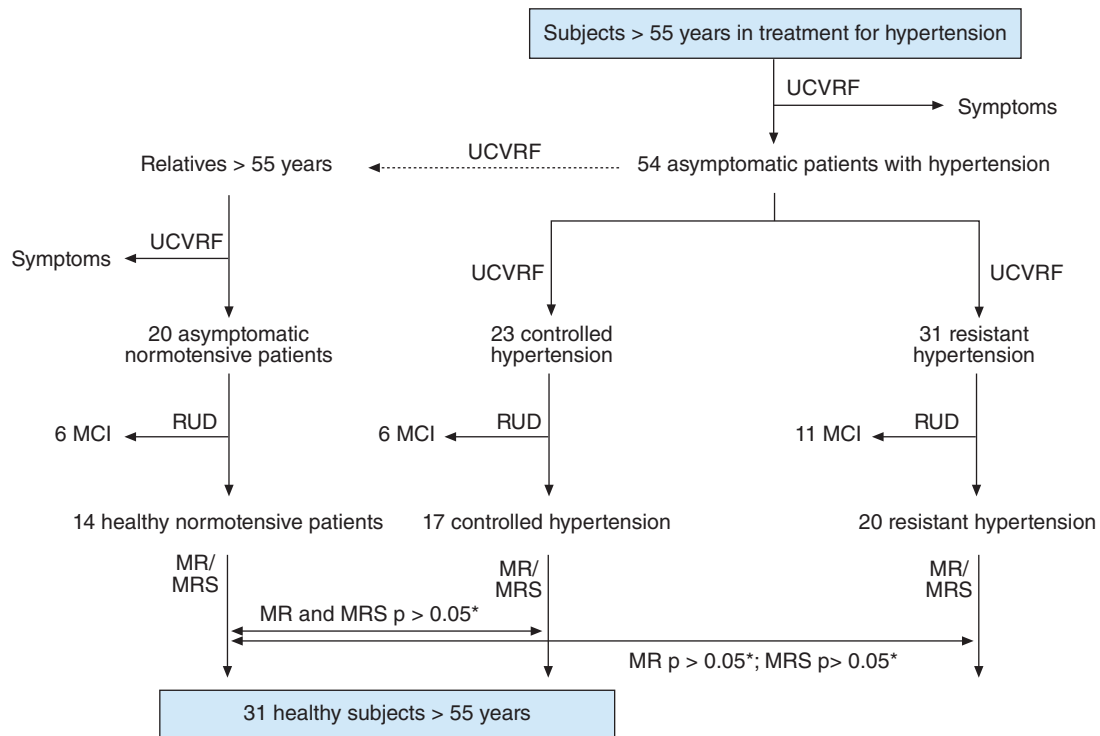 Subjects > 55 years in treatment for hypertension
UCVRF
Symptoms
Relatives > 55 years
UCVRF
54 asymptomatic patients with hypertension
Symptoms
UCVRF
UCVRF
UCVRF
20 asymptomatic
normotensive patients
23 controlled
hypertension
31 resistant
hypertension
6 MCI
RUD
6 MCI
RUD
11 MCI
RUD
14 healthy normotensive patients
17 controlled hypertension
20 resistant hypertension
MR/
MRS
MR/
MRS
MR/
MRS
MR and MRS p > 0.05*
MR p > 0.05*; MRS p> 0.05*
31 healthy subjects > 55 years